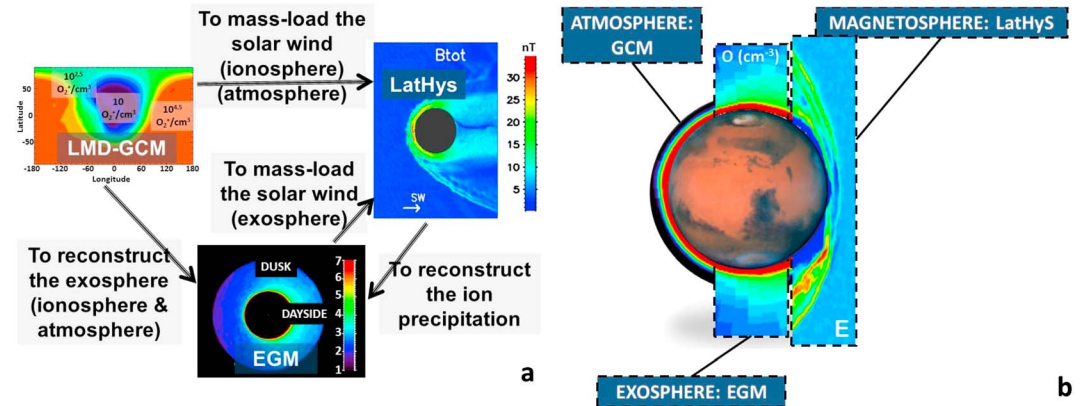 To mass-load the
solar wind
(ionosphere)
(atmosphere)
Btot
nT
LatHys
30
25
20
15
10
5
SW
Latitude
50
0
-50
10^2.5
O2+/cm3
10
O2+/cm3
10^4.5
O2+/cm3
LMD-GCM
-180 -120 -60 0 60 120 180
Longitude
To mass-load
the solar wind
(exosphere)
To reconstruct
the exosphere
(ionosphere &
atmosphere)
DUSK
DAYSIDE
EGM
7
6
5
4
3
2
1
To reconstruct
the ion
precipitation
a
ATMOSPHERE:
GCM
MAGNETOSPHERE: LatHyS
O (cm-3)
E
EXOSPHERE: EGM
b